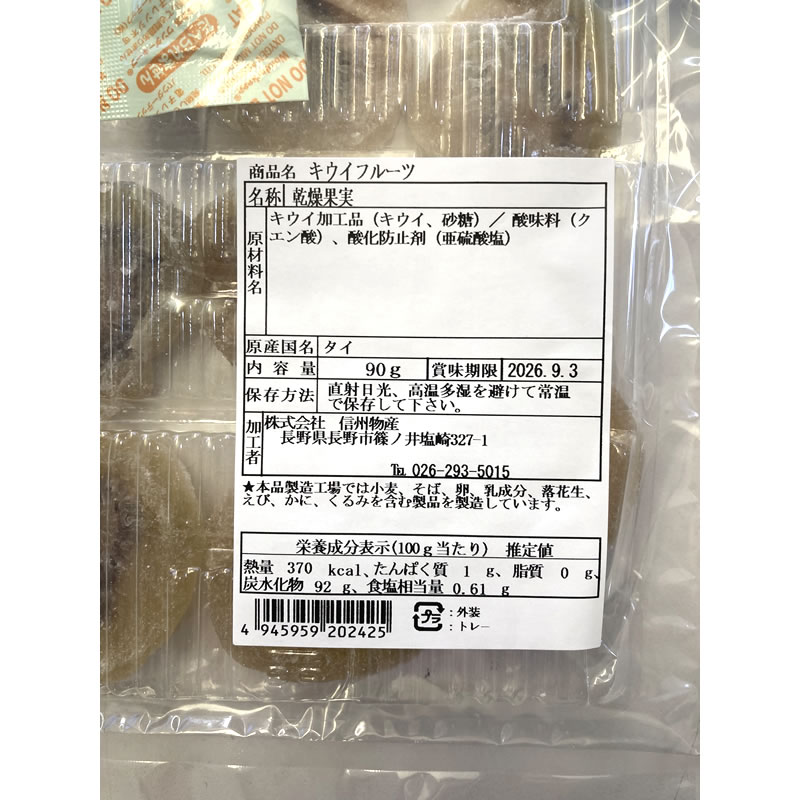 DO NOT
商品名 キウイフルーツ
名称 乾燥果実
原材料名 キウイ加工品（キウイ、砂糖）／ 酸味料（ク
エン酸）、酸化防止剤（亜硫酸塩）
原産国名 タイ
内容量 90g 賞味期限 2026.9.3
保存方法 直射日光、高温多湿を避けて常温
で保存して下さい。
加工者 株式会社 信州物産
長野県長野市篠ノ井塩崎327-1
℡ 026-293-5015
★本品製造工場では小麦、そば、卵、乳成分、落花生、
えび、かに、くるみを含む製品を製造しています。
栄養成分表示(100g当たり) 推定値
熱量 370 kcal、たんぱく質 1 g、脂質 0 g、
炭水化物 92 g、食塩相当量 0.61 g
4 945959 202425
プラ ：外装
：トレー